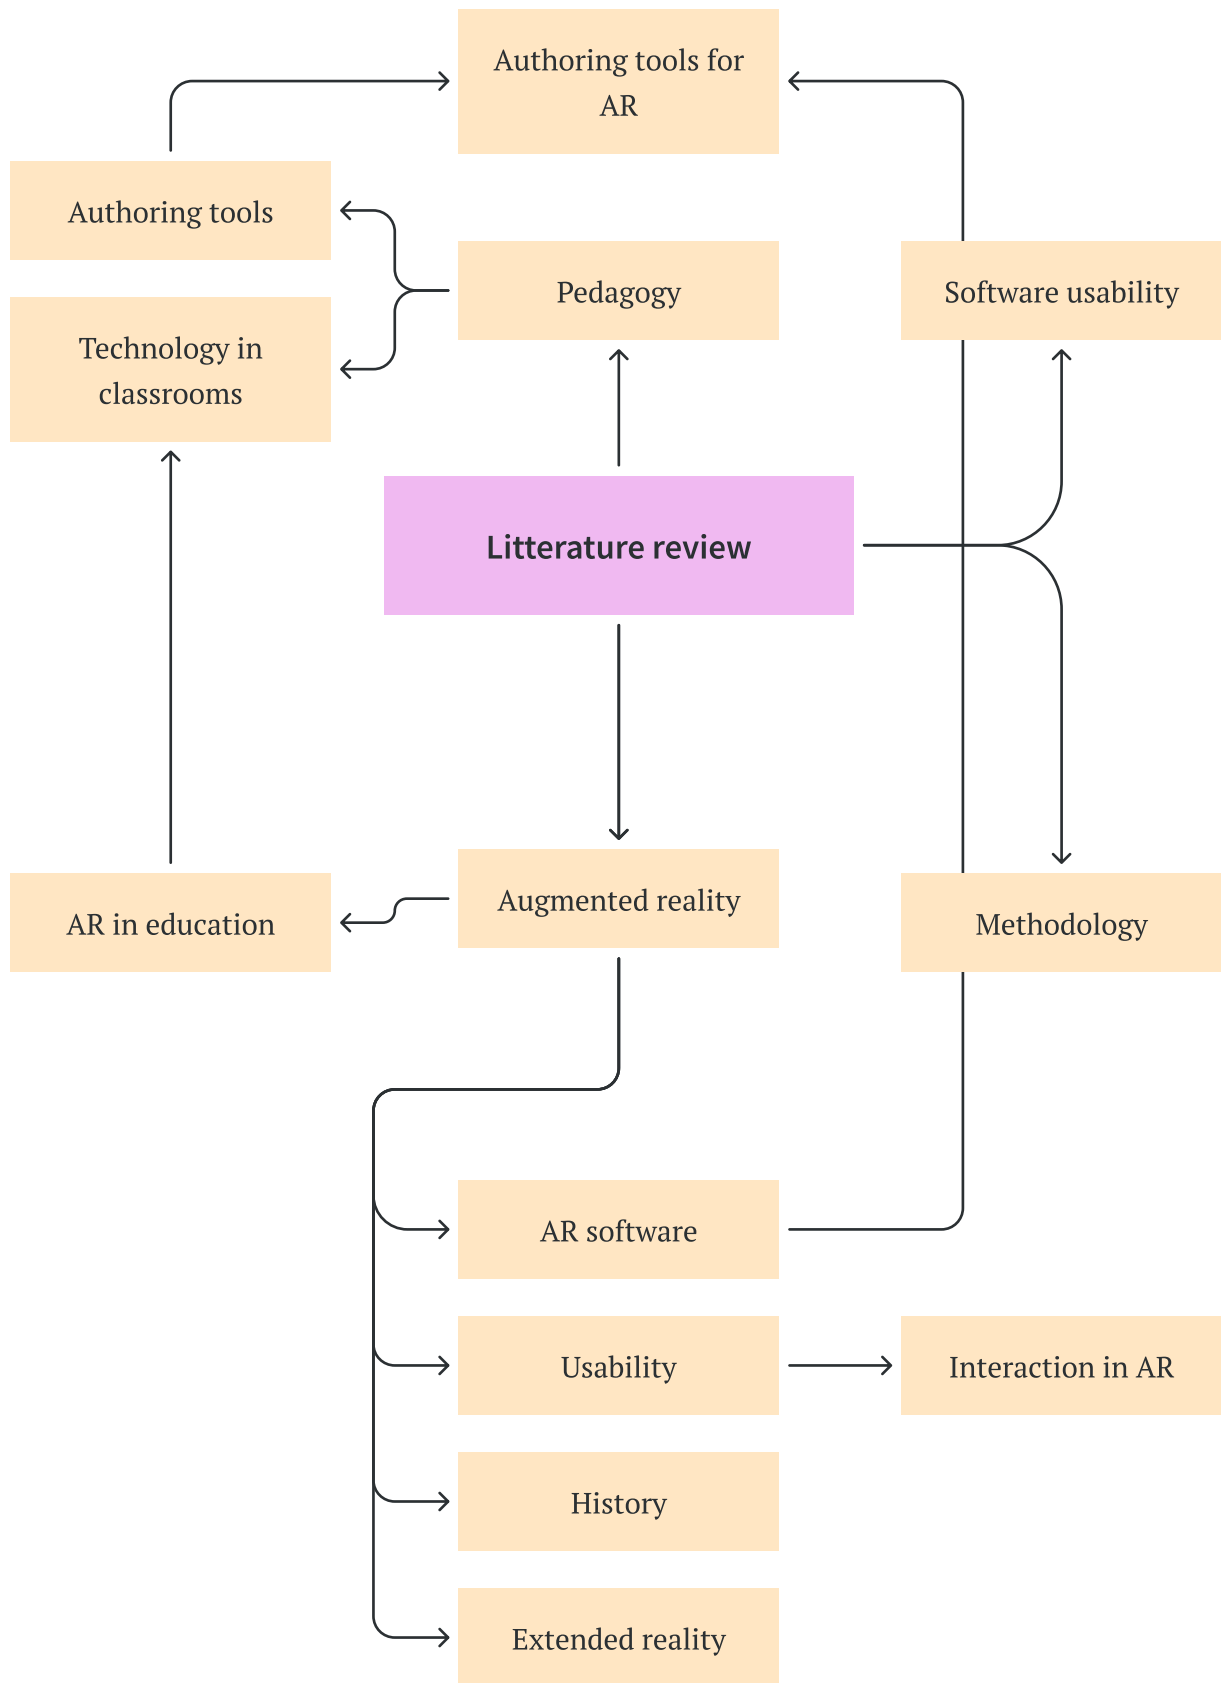 Authoring tools for
AR
Authoring tools
Pedagogy
Software usability
Technology in
classrooms
Litterature review
Augmented reality
AR in education
Methodology
AR software
Usability
Interaction in AR
History
Extended reality